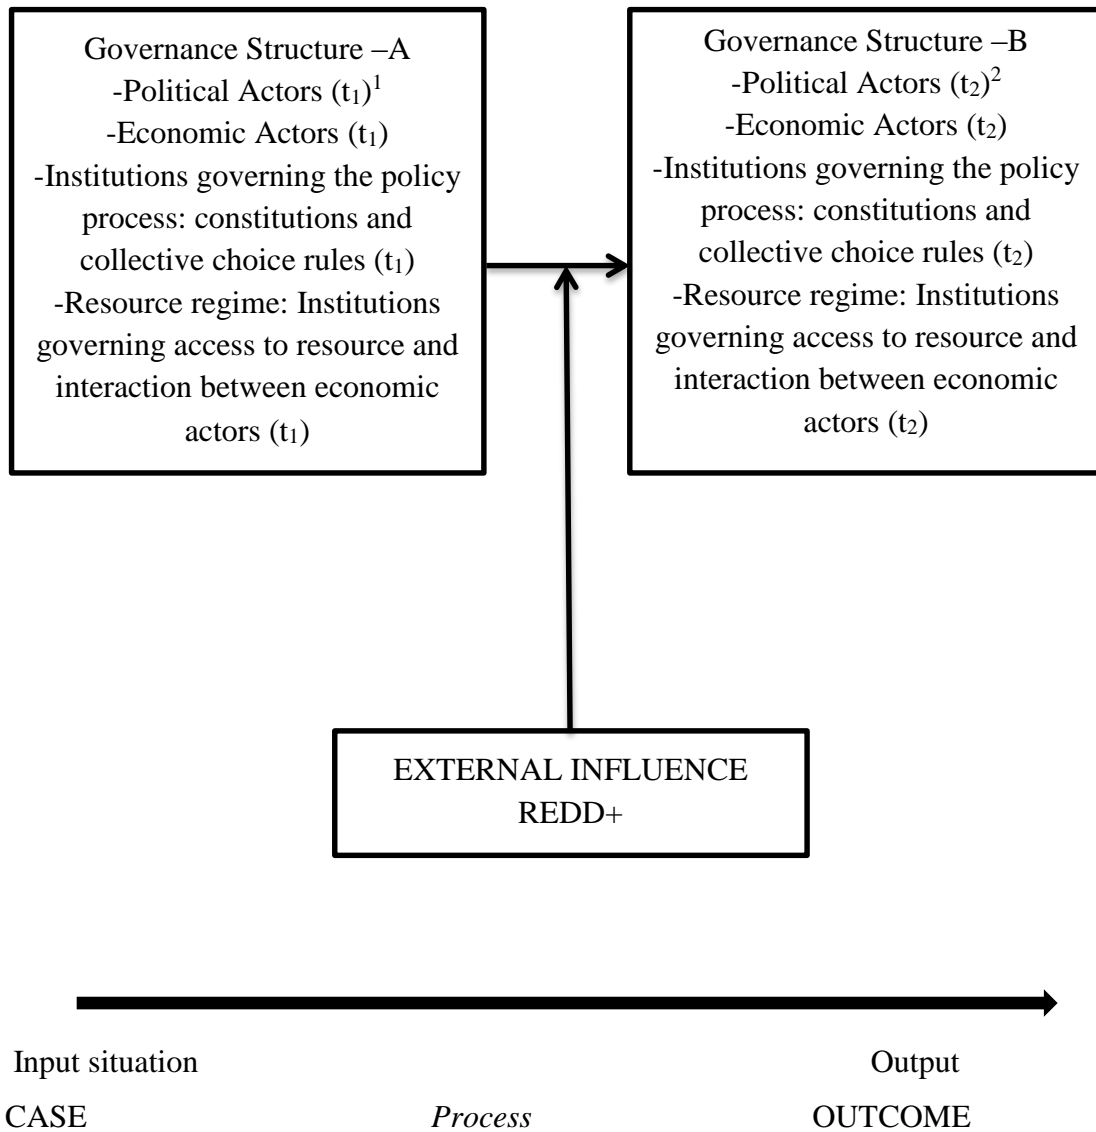 Governance Structure –A
-Political Actors (t₁)¹
-Economic Actors (t₁)
-Institutions governing the policy
process: constitutions and
collective choice rules (t₁)
-Resource regime: Institutions
governing access to resource and
interaction between economic
actors (t₁)
Governance Structure –B
-Political Actors (t₂)²
-Economic Actors (t₂)
-Institutions governing the policy
process: constitutions and
collective choice rules (t₂)
-Resource regime: Institutions
governing access to resource and
interaction between economic
actors (t₂)
EXTERNAL INFLUENCE
REDD+
Input situation
Output
CASE
Process
OUTCOME